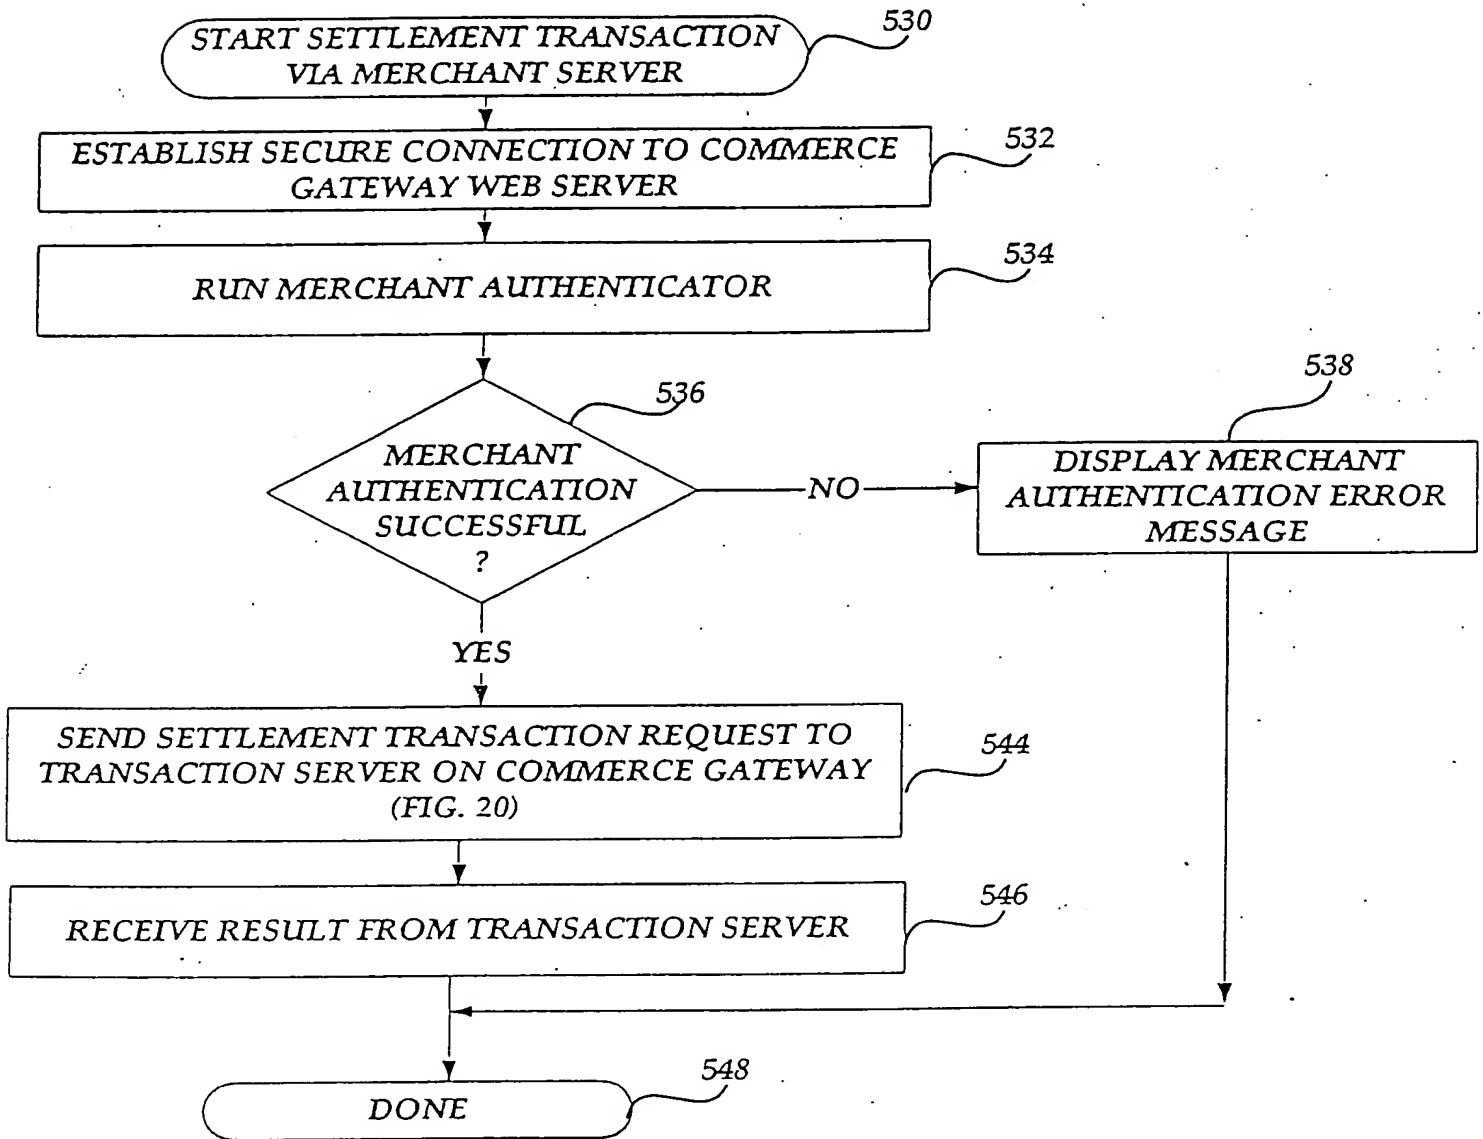 530
START SETTLEMENT TRANSACTION
VIA MERCHANT SERVER
532
ESTABLISH SECURE CONNECTION TO COMMERCE
GATEWAY WEB SERVER
534
RUN MERCHANT AUTHENTICATOR
536
MERCHANT
AUTHENTICATION
SUCCESSFUL
?
NO
538
DISPLAY MERCHANT
AUTHENTICATION ERROR
MESSAGE
YES
544
SEND SETTLEMENT TRANSACTION REQUEST TO
TRANSACTION SERVER ON COMMERCE GATEWAY
(FIG. 20)
546
RECEIVE RESULT FROM TRANSACTION SERVER
548
DONE